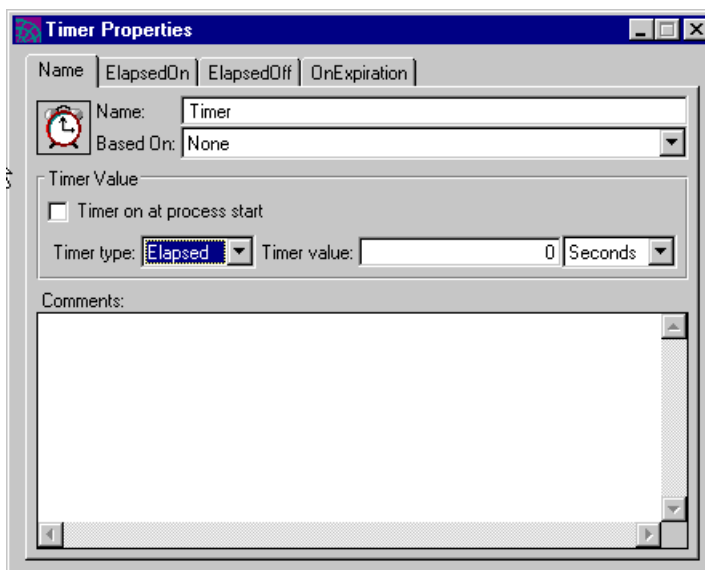 Timer Properties
Name ElapsedOn ElapsedOff OnExpiration
Name: Timer
Based On: None
Timer Value
Timer on at process start
Timer type: Elapsed Timer value: 0 Seconds
Comments: